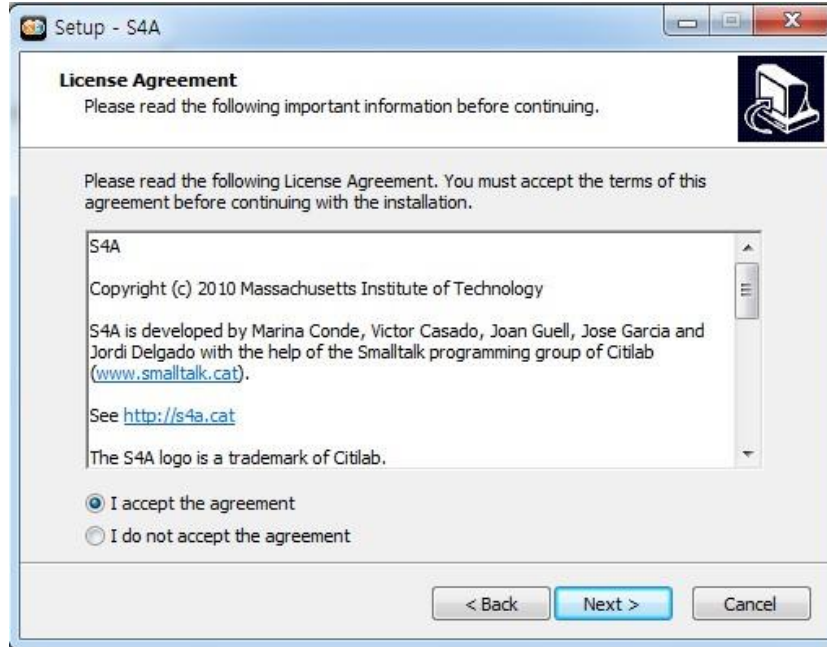 Setup - S4A
License Agreement
Please read the following important information before continuing.
Please read the following License Agreement. You must accept the terms of this
agreement before continuing with the installation.
S4A
Copyright (c) 2010 Massachusetts Institute of Technology
S4A is developed by Marina Conde, Victor Casado, Joan Guell, Jose Garcia and
Jordi Delgado with the help of the Smalltalk programming group of Citilab
(www.smalltalk.cat).
See http://s4a.cat
The S4A logo is a trademark of Citilab.
I accept the agreement
I do not accept the agreement
< Back Next > Cancel